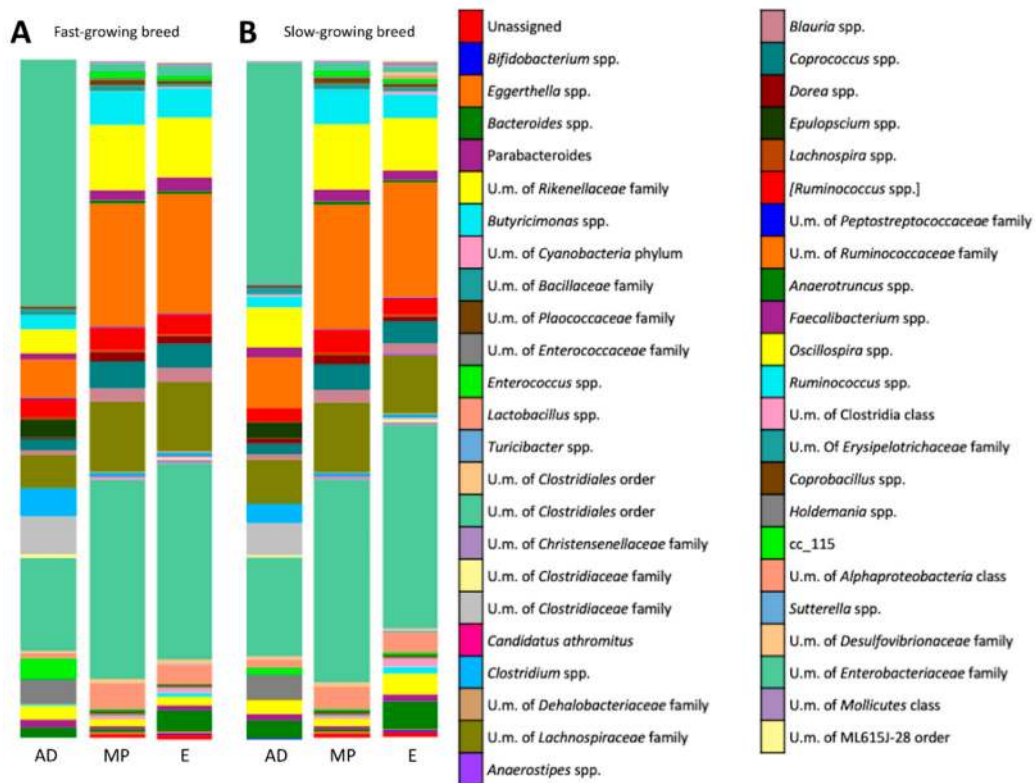 A Fast-growing breed
B Slow-growing breed
AD MP E
AD MP E
Unassigned
Bifidobacterium spp.
Eggerthella spp.
Bacteroides spp.
Parabacteroides
U.m. of Rikenellaceae family
Butyricimonas spp.
U.m. of Cyanobacteria phylum
U.m. of Bacillaceae family
U.m. of Plaococcaceae family
U.m. of Enterococcaceae family
Enterococcus spp.
Lactobacillus spp.
Turicibacter spp.
U.m. of Clostridiales order
U.m. of Clostridiales order
U.m. of Christensenellaceae family
U.m. of Clostridiaceae family
U.m. of Clostridiaceae family
Candidatus athromitus
Clostridium spp.
U.m. of Dehalobacteriaceae family
U.m. of Lachnospiraceae family
Anaerostipes spp.
Blauria spp.
Coprococcus spp.
Dorea spp.
Epulopscium spp.
Lachnospira spp.
[Ruminococcus spp.]
U.m. of Peptostreptococcaceae family
U.m. of Ruminococcaceae family
Anaerotruncus spp.
Faecalibacterium spp.
Oscillospira spp.
Ruminococcus spp.
U.m. of Clostridia class
U.m. Of Erysipelotrichaceae family
Coprobacillus spp.
Holdemania spp.
cc_115
U.m. of Alphaproteobacteria class
Sutterella spp.
U.m. of Desulfovibrionaceae family
U.m. of Enterobacteriaceae family
U.m. of Mollicutes class
U.m. of ML615J-28 order